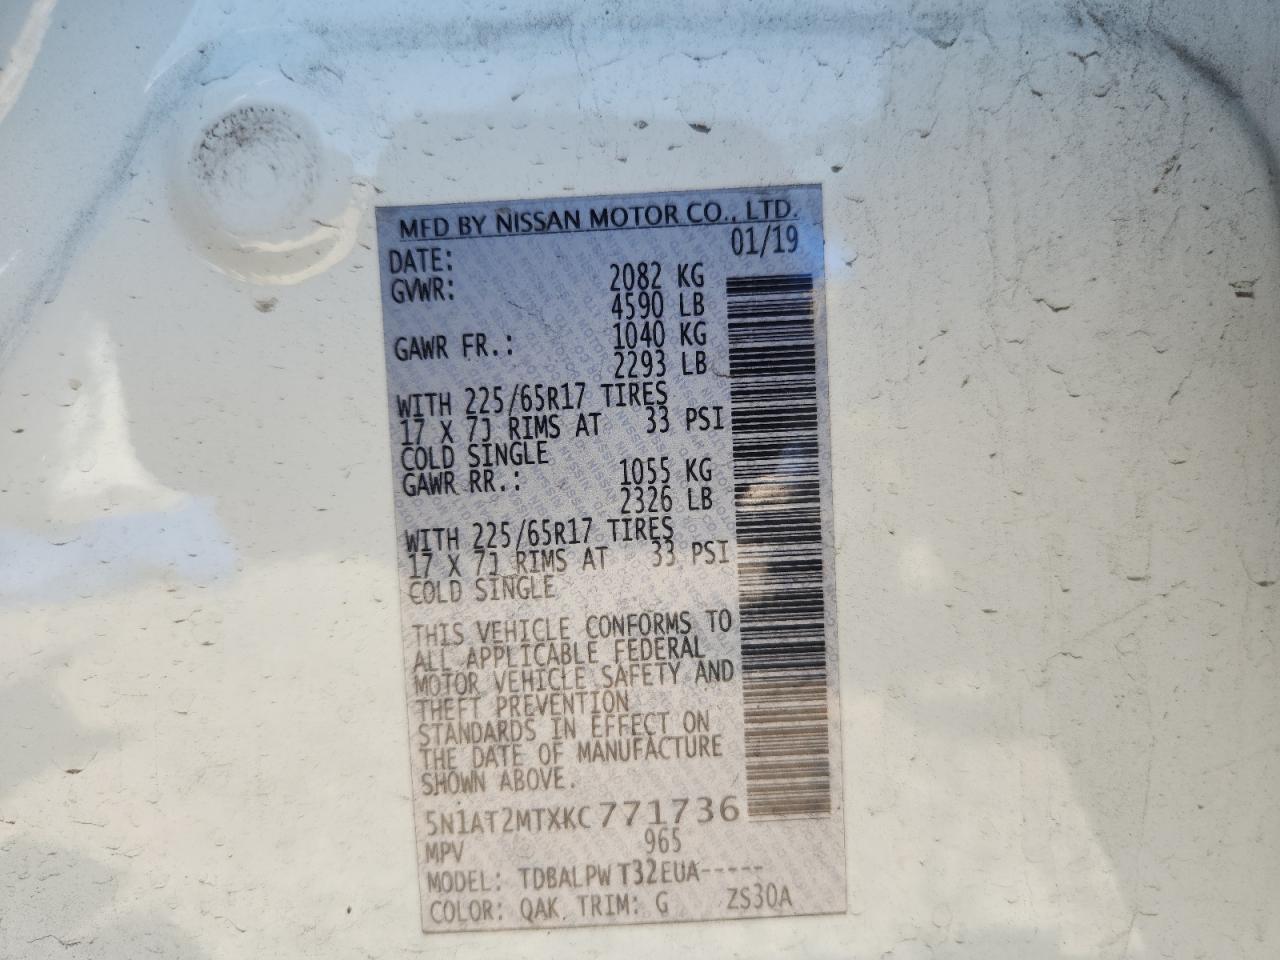 MFD BY NISSAN MOTOR CO., LTD.
DATE: 01/19
GVWR: 2082 KG
4590 LB
GAWR FR.: 1040 KG
2293 LB
WITH 225/65R17 TIRES
17 X 7J RIMS AT 33 PSI
COLD SINGLE
GAWR RR.: 1055 KG
2326 LB
WITH 225/65R17 TIRES
17 X 7J RIMS AT 33 PSI
COLD SINGLE
THIS VEHICLE CONFORMS TO
ALL APPLICABLE FEDERAL
MOTOR VEHICLE SAFETY AND
THEFT PREVENTION
STANDARDS IN EFFECT ON
THE DATE OF MANUFACTURE
SHOWN ABOVE.
5N1AT2MTXKC771736
MPV 965
MODEL: TDBALPW T32EUA-----
COLOR: QAK TRIM: G ZS30A